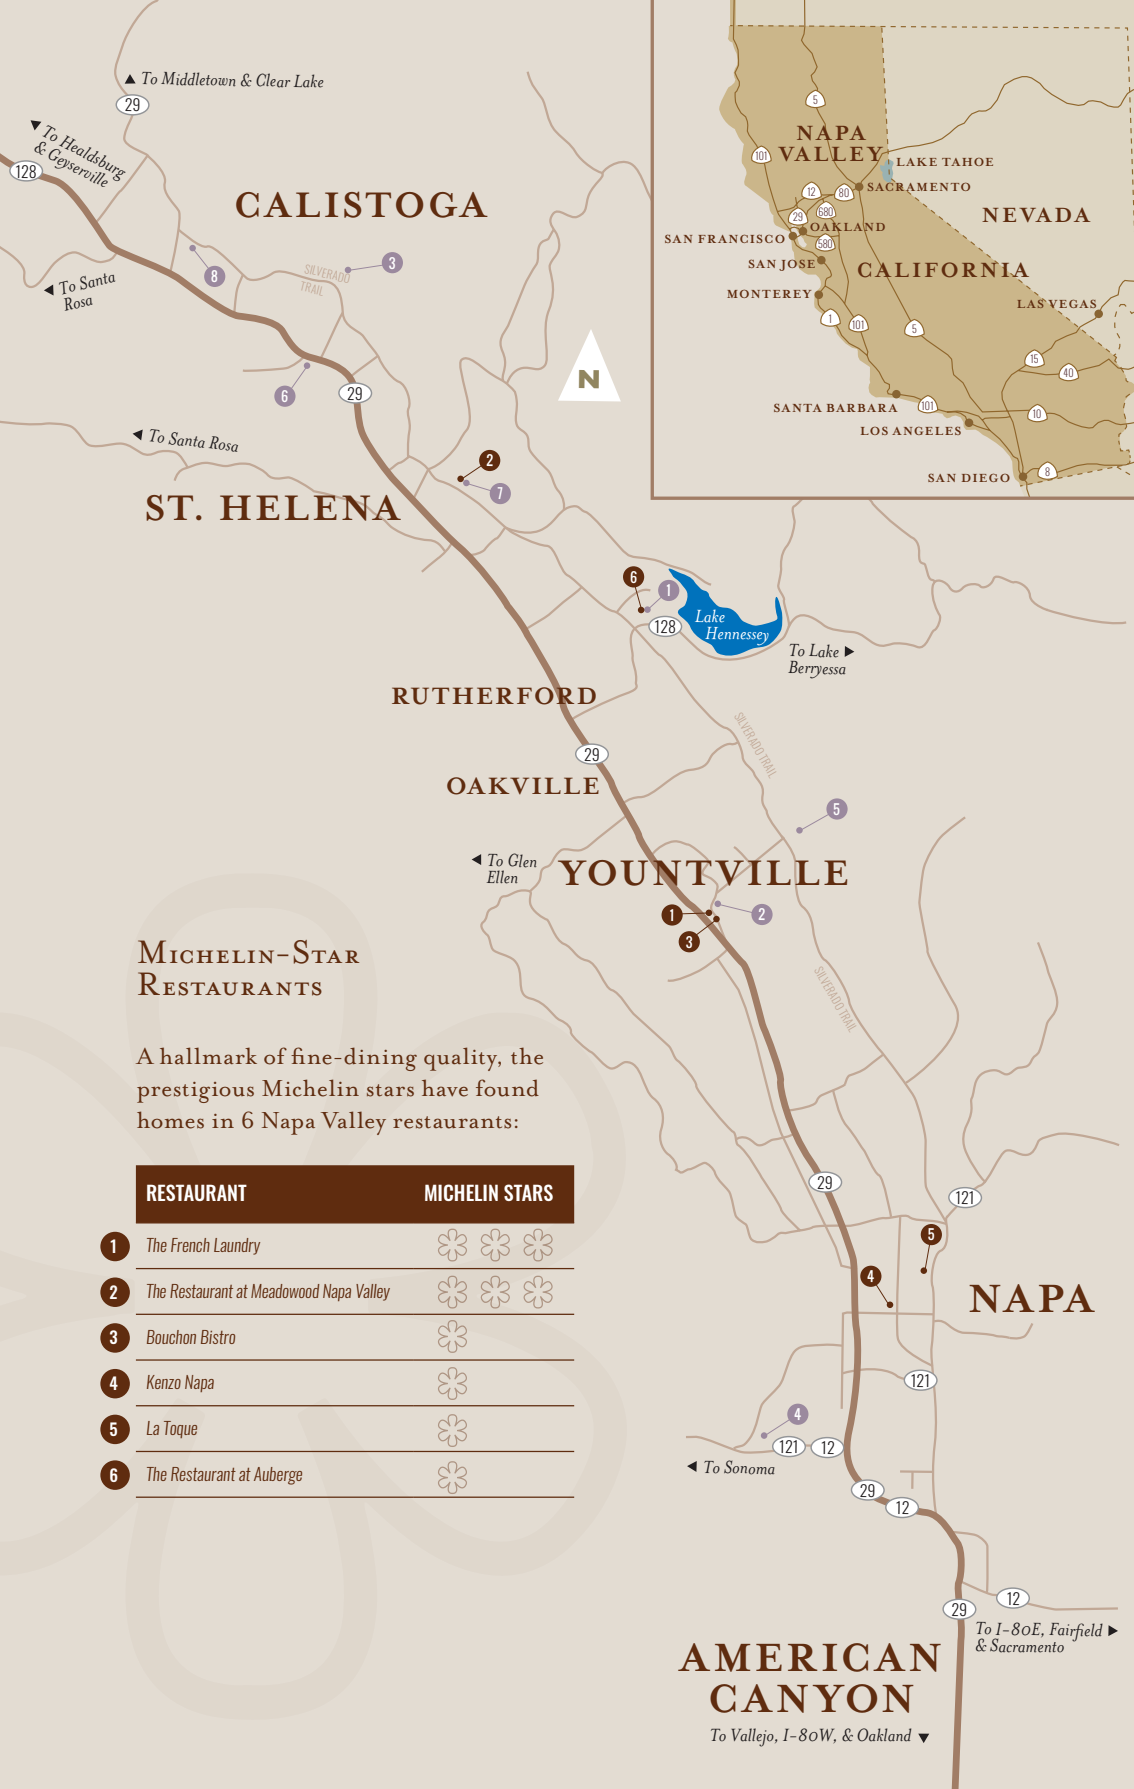 ▲ To Middletown & Clear Lake
29
To Healdsburg
& Geyserville
128
CALISTOGA
8
3
SILVERADO
TRAIL
◀ To Santa
Rosa
6
29
N
◀ To Santa Rosa
2
7
ST. HELENA
6
1
128
Lake
Hennessey
To Lake ▶
Berryessa
RUTHERFORD
29
SILVERADO TRAIL
OAKVILLE
5
◀ To Glen
Ellen
YOUNTVILLE
1
2
3
SILVERADO TRAIL
29
121
5
4
NAPA
121
4
121
12
◀ To Sonoma
29
12
12
29
To I-80E, Fairfield ▶
& Sacramento
AMERICAN
CANYON
To Vallejo, I-80W, & Oakland ▼
5
NAPA
VALLEY
101
LAKE TAHOE
12
80
SACRAMENTO
29
680
NEVADA
OAKLAND
SAN FRANCISCO
580
SAN JOSE
CALIFORNIA
MONTEREY
LAS VEGAS
1
101
5
15
40
SANTA BARBARA
101
10
LOS ANGELES
SAN DIEGO
8
Michelin-Star
Restaurants
A hallmark of fine-dining quality, the
prestigious Michelin stars have found
homes in 6 Napa Valley restaurants:
RESTAURANT MICHELIN STARS
1 The French Laundry
2 The Restaurant at Meadowood Napa Valley
3 Bouchon Bistro
4 Kenzo Napa
5 La Toque
6 The Restaurant at Auberge